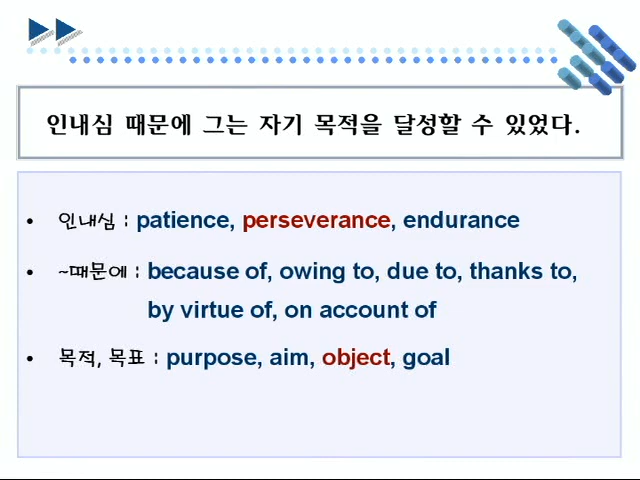 인내심 때문에 그는 자기 목적을 달성할 수 있었다.
• 인내심 : patience, perseverance, endurance
• ~때문에 : because of, owing to, due to, thanks to,
by virtue of, on account of
• 목적, 목표 : purpose, aim, object, goal